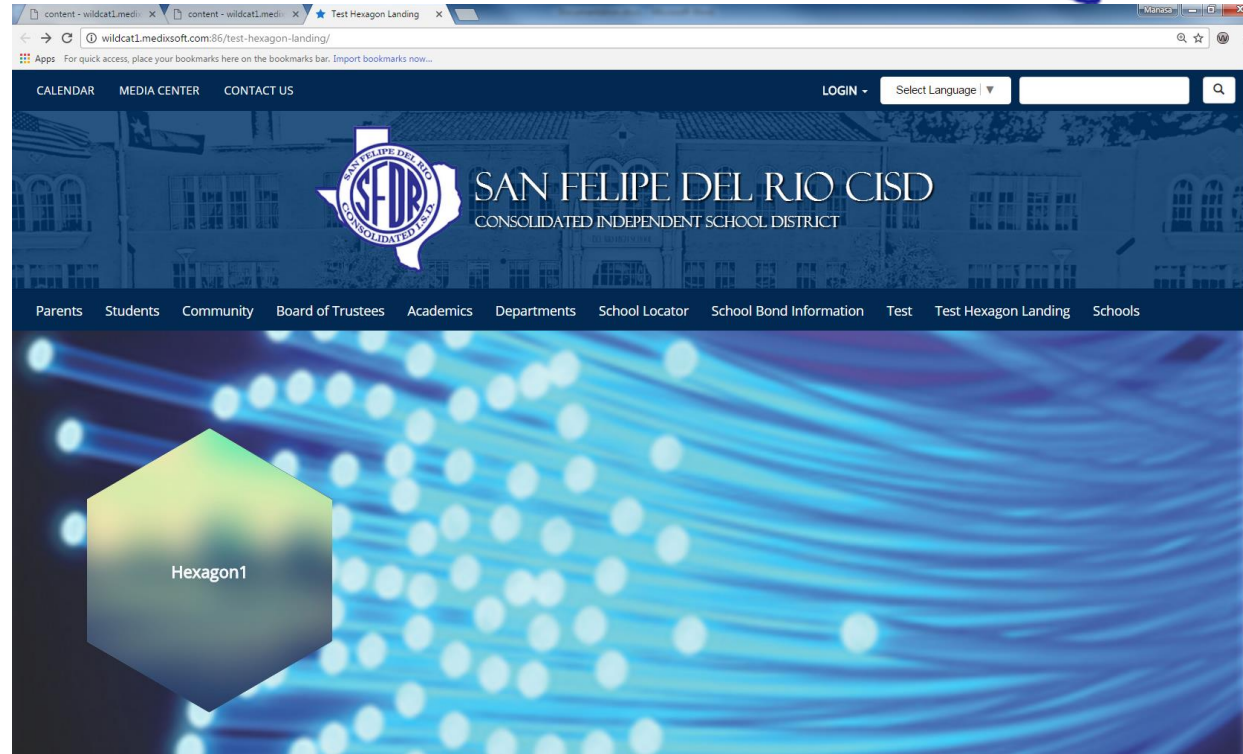 content - wildcat1.medi
content - wildcat1.medi
Test Hexagon Landing
Manasa
wildcat1.medixsoft.com:86/test-hexagon-landing/
Apps For quick access, place your bookmarks here on the bookmarks bar. Import bookmarks now...
CALENDAR MEDIA CENTER CONTACT US LOGIN Select Language
SAN FELIPE DEL RIO
SFDR
CONSOLIDATED I.S.D.
SAN FELIPE DEL RIO CISD
CONSOLIDATED INDEPENDENT SCHOOL DISTRICT
Parents Students Community Board of Trustees Academics Departments School Locator School Bond Information Test Test Hexagon Landing Schools
Hexagon1